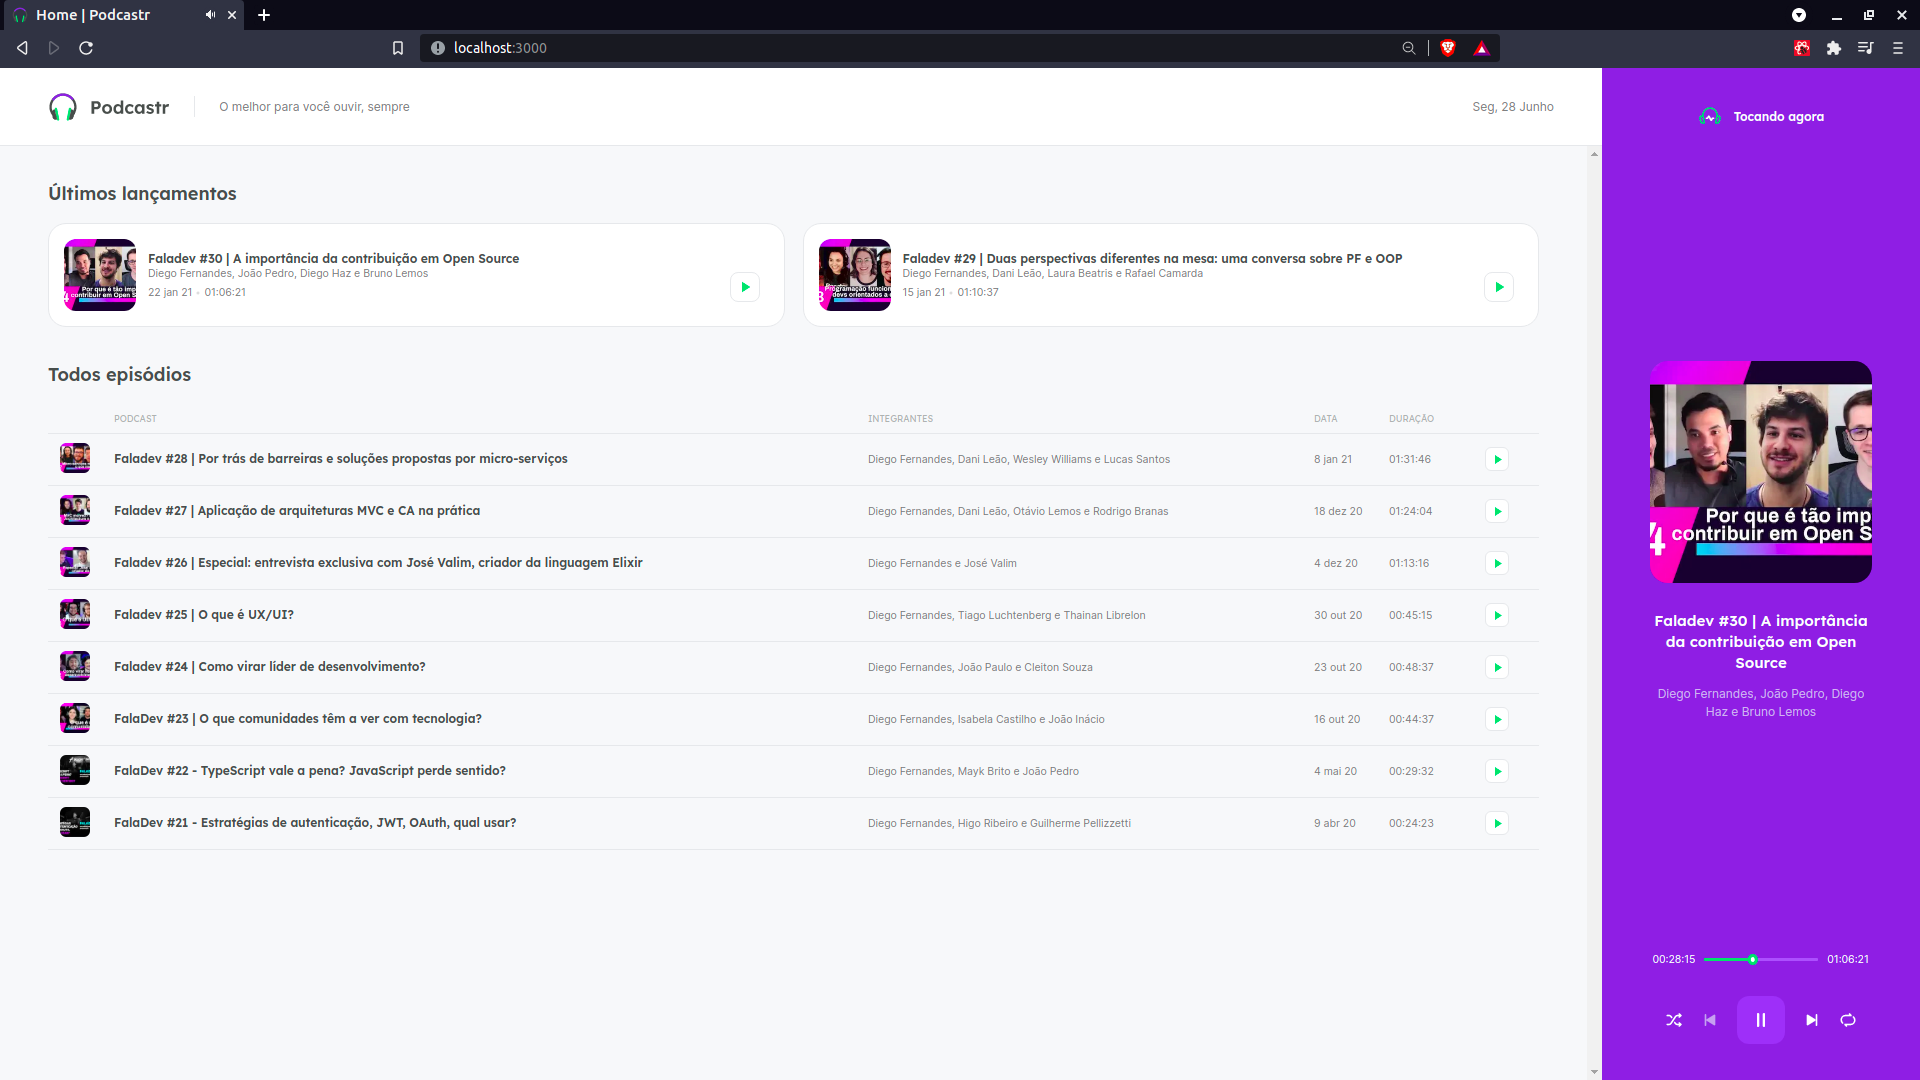 Home | Podcastr
localhost:3000
Podcastr
O melhor para você ouvir, sempre
Seg, 28 Junho
Últimos lançamentos
Faladev #30 | A importância da contribuição em Open Source
Diego Fernandes, João Pedro, Diego Haz e Bruno Lemos
22 jan 21 • 01:06:21
Faladev #29 | Duas perspectivas diferentes na mesa: uma conversa sobre PF e OOP
Diego Fernandes, Dani Leão, Laura Beatris e Rafael Camarda
15 jan 21 • 01:10:37
Todos episódios
PODCAST INTEGRANTES DATA DURAÇÃO
Faladev #28 | Por trás de barreiras e soluções propostas por micro-serviços Diego Fernandes, Dani Leão, Wesley Williams e Lucas Santos 8 jan 21 01:31:46
Faladev #27 | Aplicação de arquiteturas MVC e CA na prática Diego Fernandes, Dani Leão, Otávio Lemos e Rodrigo Branas 18 dez 20 01:24:04
Faladev #26 | Especial: entrevista exclusiva com José Valim, criador da linguagem Elixir Diego Fernandes e José Valim 4 dez 20 01:13:16
Faladev #25 | O que é UX/UI? Diego Fernandes, Tiago Luchtenberg e Thainan Librelon 30 out 20 00:45:15
Faladev #24 | Como virar líder de desenvolvimento? Diego Fernandes, João Paulo e Cleiton Souza 23 out 20 00:48:37
FalaDev #23 | O que comunidades têm a ver com tecnologia? Diego Fernandes, Isabela Castilho e João Inácio 16 out 20 00:44:37
FalaDev #22 - TypeScript vale a pena? JavaScript perde sentido? Diego Fernandes, Mayk Brito e João Pedro 4 mai 20 00:29:32
FalaDev #21 - Estratégias de autenticação, JWT, OAuth, qual usar? Diego Fernandes, Higo Ribeiro e Guilherme Pellizzetti 9 abr 20 00:24:23
Tocando agora
Por que é tão imp
4 contribuir em Open S
Faladev #30 | A importância
da contribuição em Open
Source
Diego Fernandes, João Pedro, Diego
Haz e Bruno Lemos
00:28:15 01:06:21